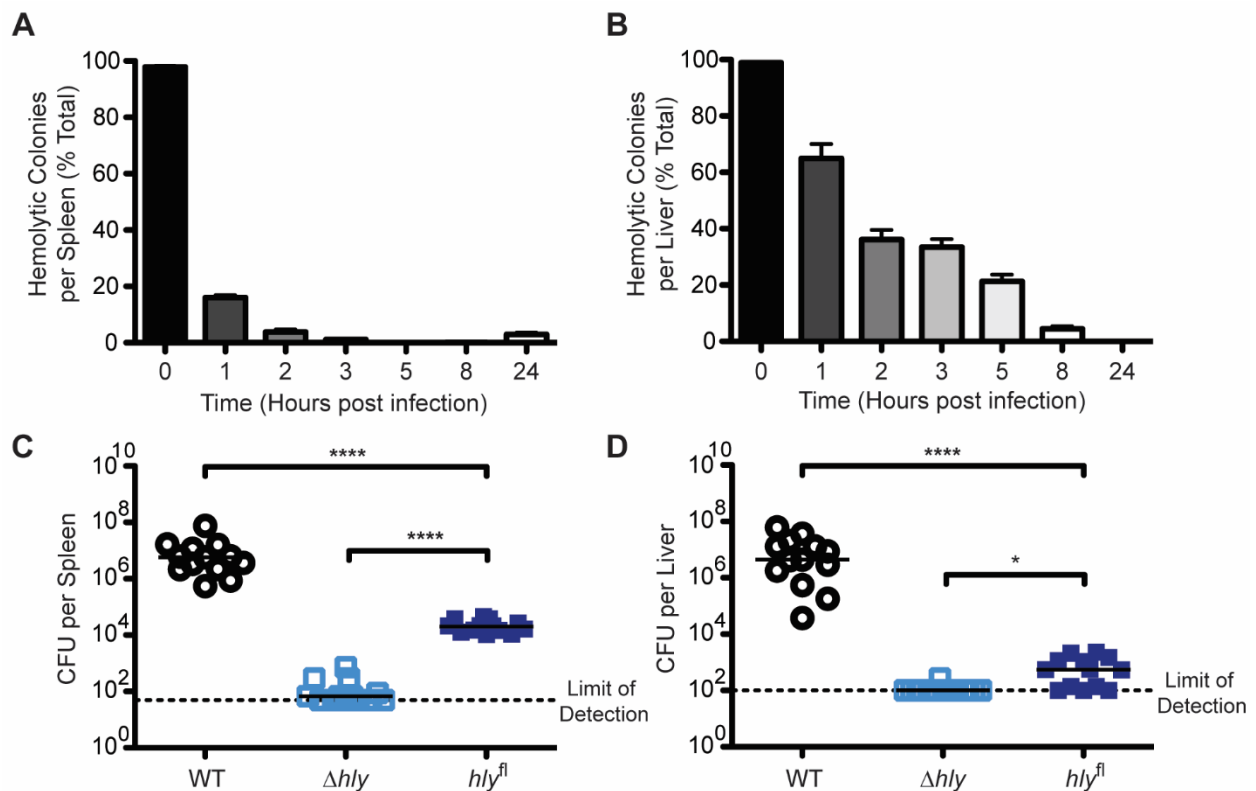 A
Hemolytic Colonies
per Spleen (% Total)
100
80
60
40
20
0
0 1 2 3 5 8 24
Time (Hours post infection)
B
Hemolytic Colonies
per Liver (% Total)
100
80
60
40
20
0
0 1 2 3 5 8 24
Time (Hours post infection)
C
CFU per Spleen
10^10
10^8
10^6
10^4
10^2
10^0
****
****
Limit of
Detection
WT Δhly hly^fl
D
CFU per Liver
10^10
10^8
10^6
10^4
10^2
10^0
****
*
Limit of
Detection
WT Δhly hly^fl